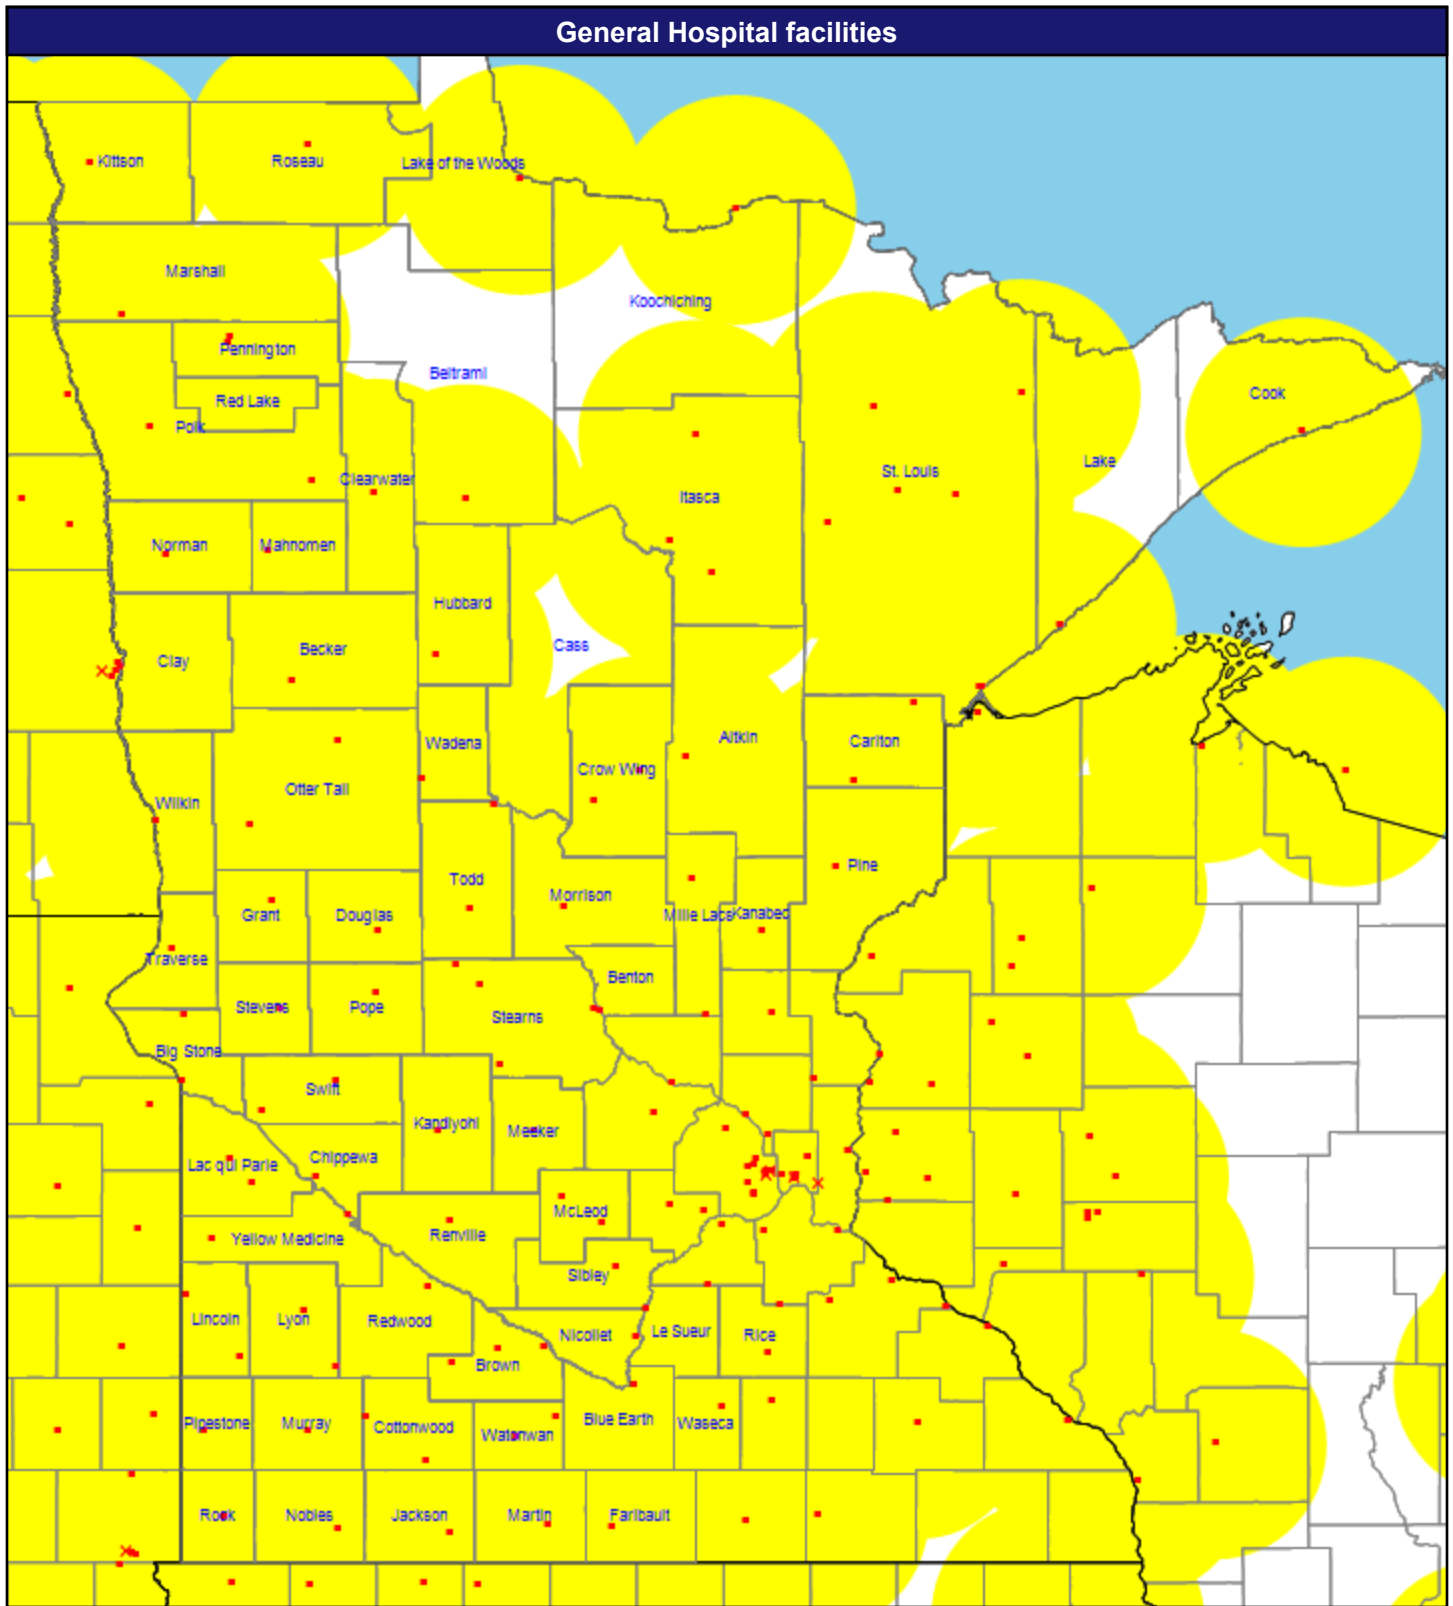 General Hospital facilities
Kittson
Roseau
Lake of the Woods
Marshall
Koochiching
Pennington
Beltrami
Cook
Red Lake
Polk
Lake
St. Louis
Clearwater
Itasca
Norman
Mahnomen
Hubbard
Cass
Becker
Clay
Aitkin
Carlton
Wadena
Crow Wing
Otter Tail
Wilkin
Pine
Todd
Morrison
Grant
Douglas
Mille Lacs
Kanabec
Traverse
Benton
Stevens
Pope
Stearns
Big Stone
Swift
Kandiyohi
Meeker
Chippewa
Lac qui Parle
McLeod
Renville
Yellow Medicine
Sibley
Lincoln
Lyon
Redwood
Nicollet
Le Sueur
Rice
Brown
Pipestone
Murray
Cottonwood
Watonwan
Blue Earth
Waseca
Rock
Nobles
Jackson
Martin
Faribault